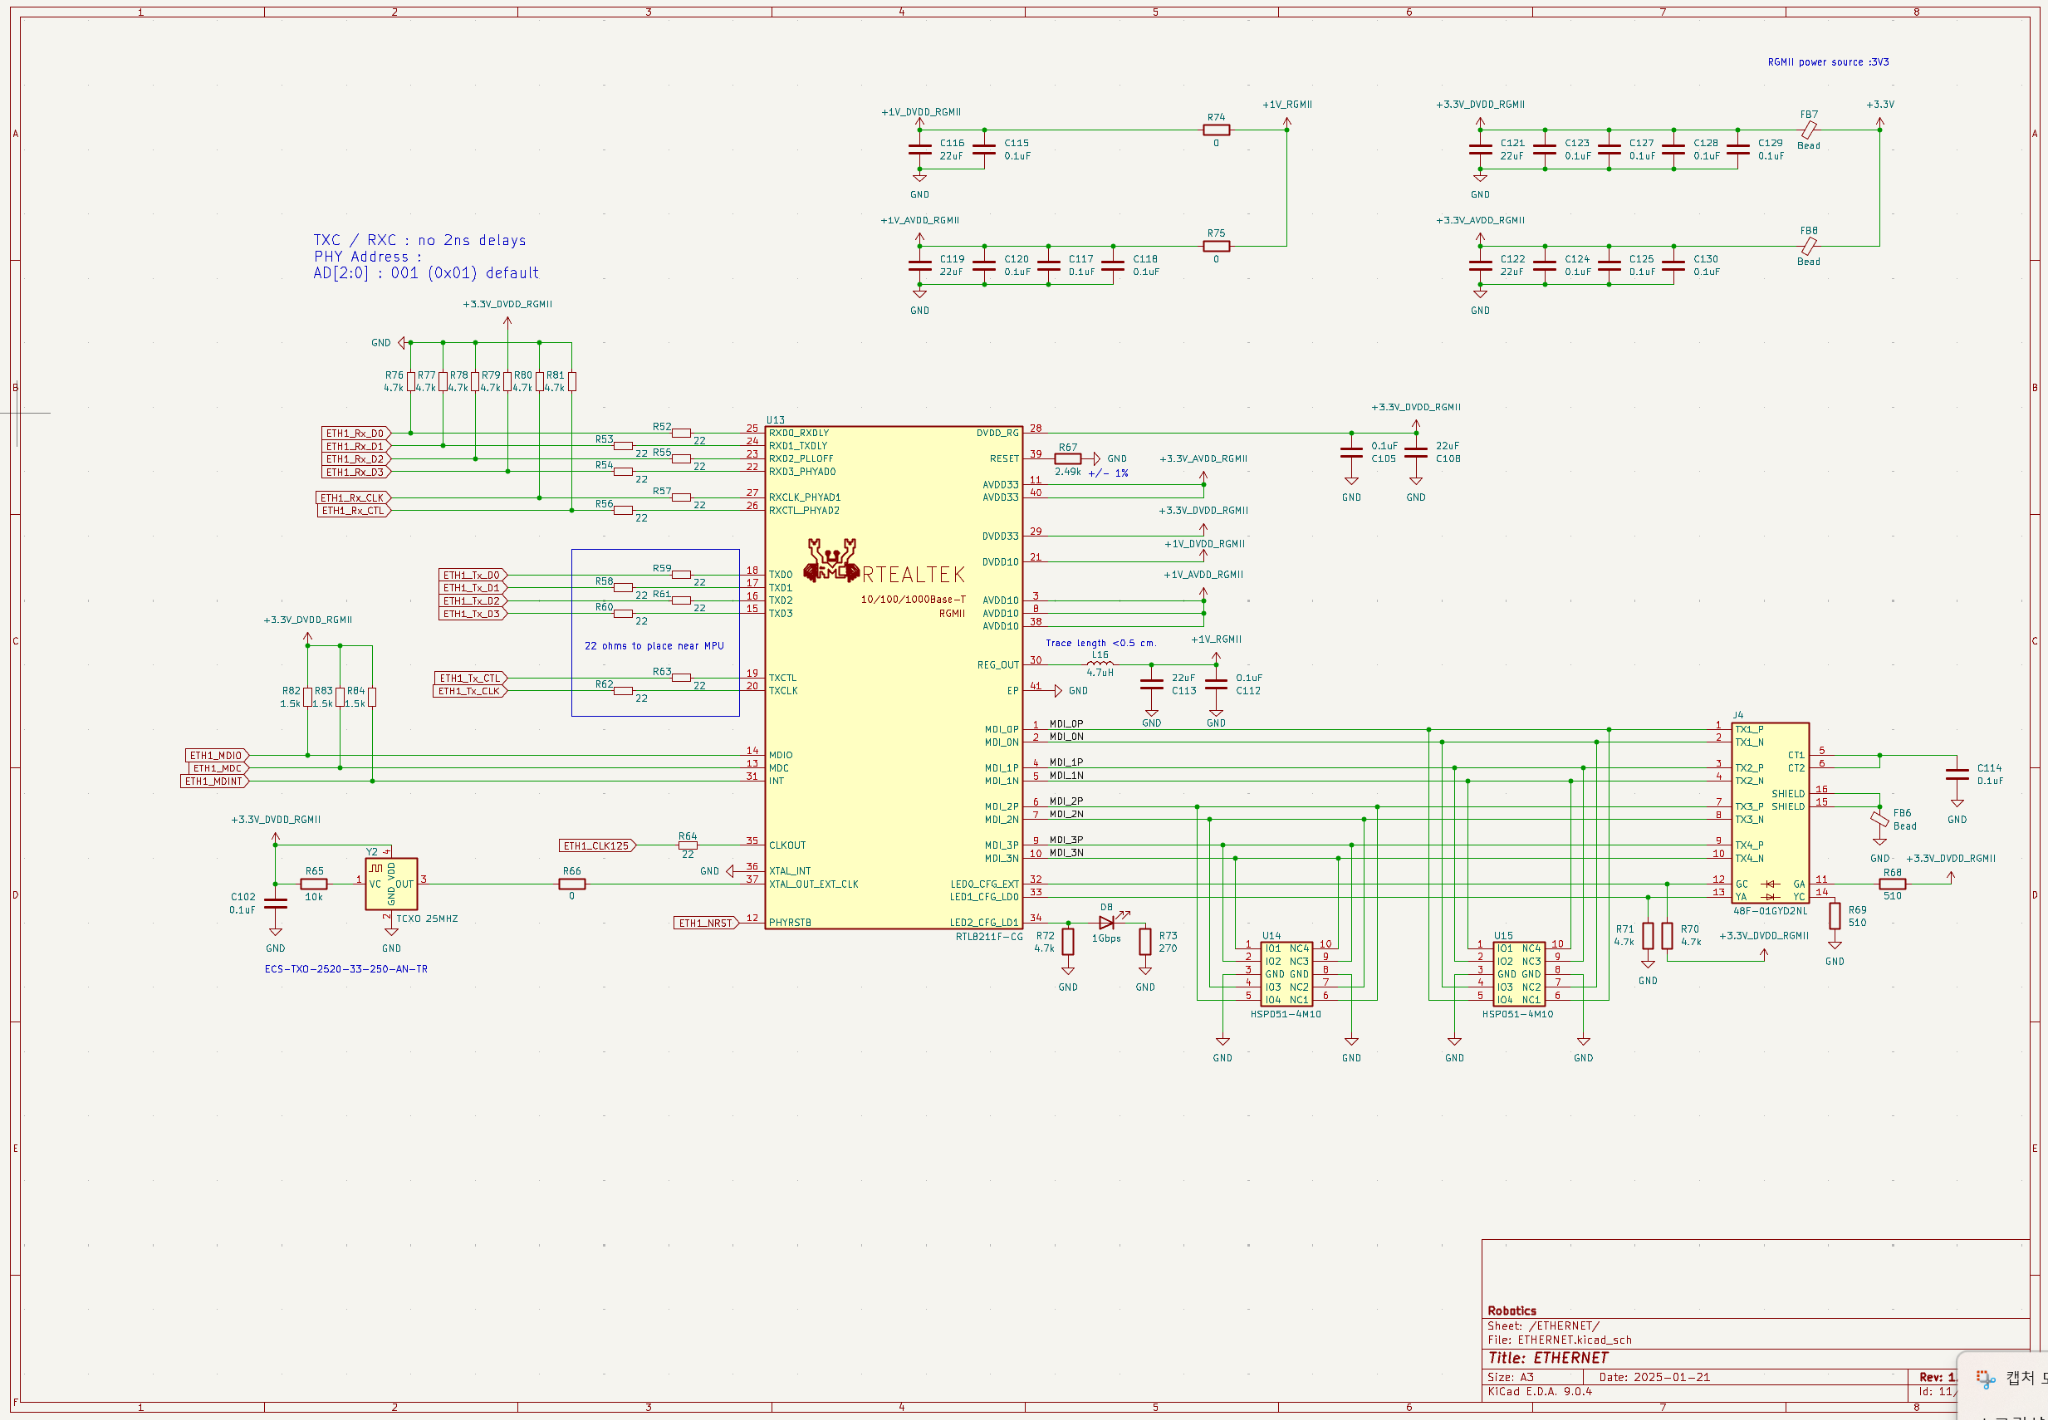 1 2 3 4 5 6 7 8
RGMII power source :3V3
+1V_DVDD_RGMII
+1V_RGMII
+3.3V_DVDD_RGMII
+3.3V
R74
0
FB7
Bead
A
A
C116
22uF
C115
0.1uF
C121
22uF
C123
0.1uF
C127
0.1uF
C128
0.1uF
C129
0.1uF
GND
GND
+1V_AVDD_RGMII
+3.3V_AVDD_RGMII
R75
0
FB8
Bead
C119
22uF
C120
0.1uF
C117
0.1uF
C118
0.1uF
C122
22uF
C124
0.1uF
C125
0.1uF
C130
0.1uF
GND
GND
TXC / RXC : no 2ns delays
PHY Address :
AD[2:0] : 001 (0x01) default
+3.3V_DVDD_RGMII
GND
R76
4.7k
R77
4.7k
R78
4.7k
R79
4.7k
R80
4.7k
R81
4.7k
B
B
ETH1_Rx_D0
ETH1_Rx_D1
ETH1_Rx_D2
ETH1_Rx_D3
ETH1_Rx_CLK
ETH1_Rx_CTL
R52
22
R53
22
R55
22
R54
22
R57
22
R56
22
U13
25 RXD0_RXDLY
24 RXD1_TXDLY
23 RXD2_PLLOFF
22 RXD3_PHYAD0
27 RXCLK_PHYAD1
26 RXCTL_PHYAD2
RTEALTEK
10/100/1000Base-T
RGMII
18 TXD0
17 TXD1
16 TXD2
15 TXD3
19 TXCTL
20 TXCLK
14 MDIO
13 MDC
31 INT
35 CLKOUT
36 XTAL_INT
37 XTAL_OUT_EXT_CLK
12 PHYRSTB
DVDD_RG 28
RESET 39
AVDD33 11
AVDD33 40
DVDD33 29
DVDD10 21
AVDD10 3
AVDD10 8
AVDD10 38
REG_OUT 30
EP 41
MDI_0P 1
MDI_0N 2
MDI_1P 4
MDI_1N 5
MDI_2P 6
MDI_2N 7
MDI_3P 9
MDI_3N 10
LED0_CFG_EXT 32
LED1_CFG_LD0 33
LED2_CFG_LD1 34
RTL8211F-CG
ETH1_Tx_D0
ETH1_Tx_D1
ETH1_Tx_D2
ETH1_Tx_D3
ETH1_Tx_CTL
ETH1_Tx_CLK
R59
22
R58
22
R61
22
R60
22
22 ohms to place near MPU
R63
22
R62
22
C
C
+3.3V_DVDD_RGMII
R82
1.5k
R83
1.5k
R84
1.5k
ETH1_MDIO
ETH1_MDC
ETH1_MDINT
+3.3V_DVDD_RGMII
Y2
R65
10k
C102
0.1uF
GND
1 VC
4 VDD
OUT 3
2 GND
TCXO 25MHZ
GND
ECS-TXO-2520-33-250-AN-TR
ETH1_CLK125
R64
22
GND
R66
0
ETH1_NRST
+3.3V_DVDD_RGMII
0.1uF
C105
22uF
C108
GND
GND
R67
2.49k
GND
+/- 1%
+3.3V_AVDD_RGMII
+3.3V_DVDD_RGMII
+1V_DVDD_RGMII
+1V_AVDD_RGMII
Trace length <0.5 cm.
+1V_RGMII
L16
4.7uH
22uF
C113
0.1uF
C112
GND
GND
GND
MDI_0P
MDI_0N
MDI_1P
MDI_1N
MDI_2P
MDI_2N
MDI_3P
MDI_3N
D8
1Gbps
R72
4.7k
R73
270
GND
GND
U14
1 IO1 NC4 10
2 IO2 NC3 9
3 GND GND 8
4 IO3 NC2 7
5 IO4 NC1 6
HSP051-4M10
GND
GND
U15
1 IO1 NC4 10
2 IO2 NC3 9
3 GND GND 8
4 IO3 NC2 7
5 IO4 NC1 6
HSP051-4M10
GND
GND
J4
1 TX1_P
2 TX1_N
3 TX2_P
4 TX2_N
7 TX3_P
8 TX3_N
9 TX4_P
10 TX4_N
12 GC GA 11
13 YA YC 14
CT1 5
CT2 6
SHIELD 16
SHIELD 15
48F-01GYD2NL
C114
0.1uF
GND
FB6
Bead
GND
+3.3V_DVDD_RGMII
R68
510
R69
510
GND
R71
4.7k
R70
4.7k
+3.3V_DVDD_RGMII
GND
D
D
E
E
F
Robotics
Sheet: /ETHERNET/
File: ETHERNET.kicad_sch
Title: ETHERNET
Size: A3
Date: 2025-01-21
Rev: 1.
KiCad E.D.A. 9.0.4
Id: 11/
캡처
1 2 3 4 5 6 7 8